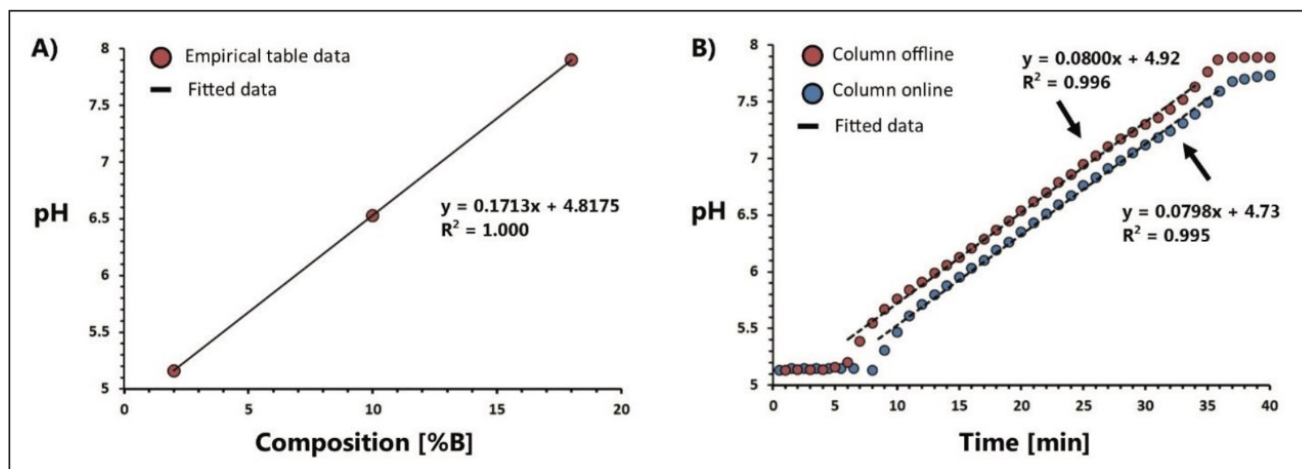 A)
Empirical table data
Fitted data
8
7.5
7
pH
6.5
6
5.5
5
y = 0.1713x + 4.8175
R² = 1.000
0
5
10
15
20
Composition [%B]
B)
Column offline
Column online
Fitted data
y = 0.0800x + 4.92
R² = 0.996
8
7.5
7
pH
6.5
6
5.5
5
y = 0.0798x + 4.73
R² = 0.995
0
5
10
15
20
25
30
35
40
Time [min]